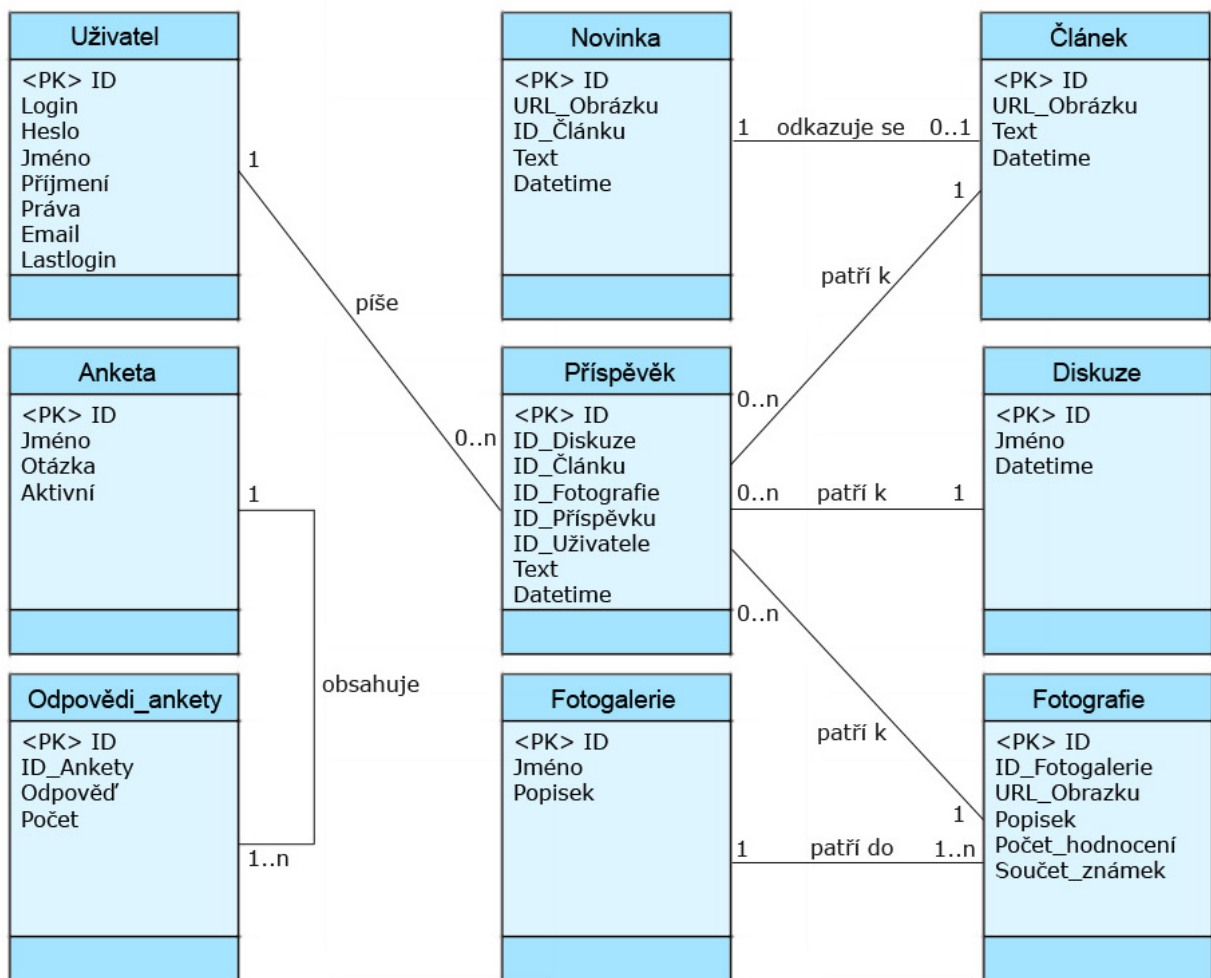 Uživatel
<PK> ID
Login
Heslo
Jméno
Příjmení
Práva
Email
Lastlogin
Novinka
<PK> ID
URL_Obrázku
ID_Článku
Text
Datetime
Článek
<PK> ID
URL_Obrázku
Text
Datetime
1 odkazuje se 0..1
1
píše
0..n
1
patří k
0..n
Anketa
<PK> ID
Jméno
Otázka
Aktivní
Příspěvěk
<PK> ID
ID_Diskuze
ID_Článku
ID_Fotografie
ID_Příspěvku
ID_Uživatele
Text
Datetime
Diskuze
<PK> ID
Jméno
Datetime
0..n patří k 1
1
obsahuje
1..n
0..n
patří k
1
Odpovědi_ankety
<PK> ID
ID_Ankety
Odpověď
Počet
Fotogalerie
<PK> ID
Jméno
Popisek
Fotografie
<PK> ID
ID_Fotogalerie
URL_Obrazku
Popisek
Počet_hodnocení
Součet_známek
1 patří do 1..n